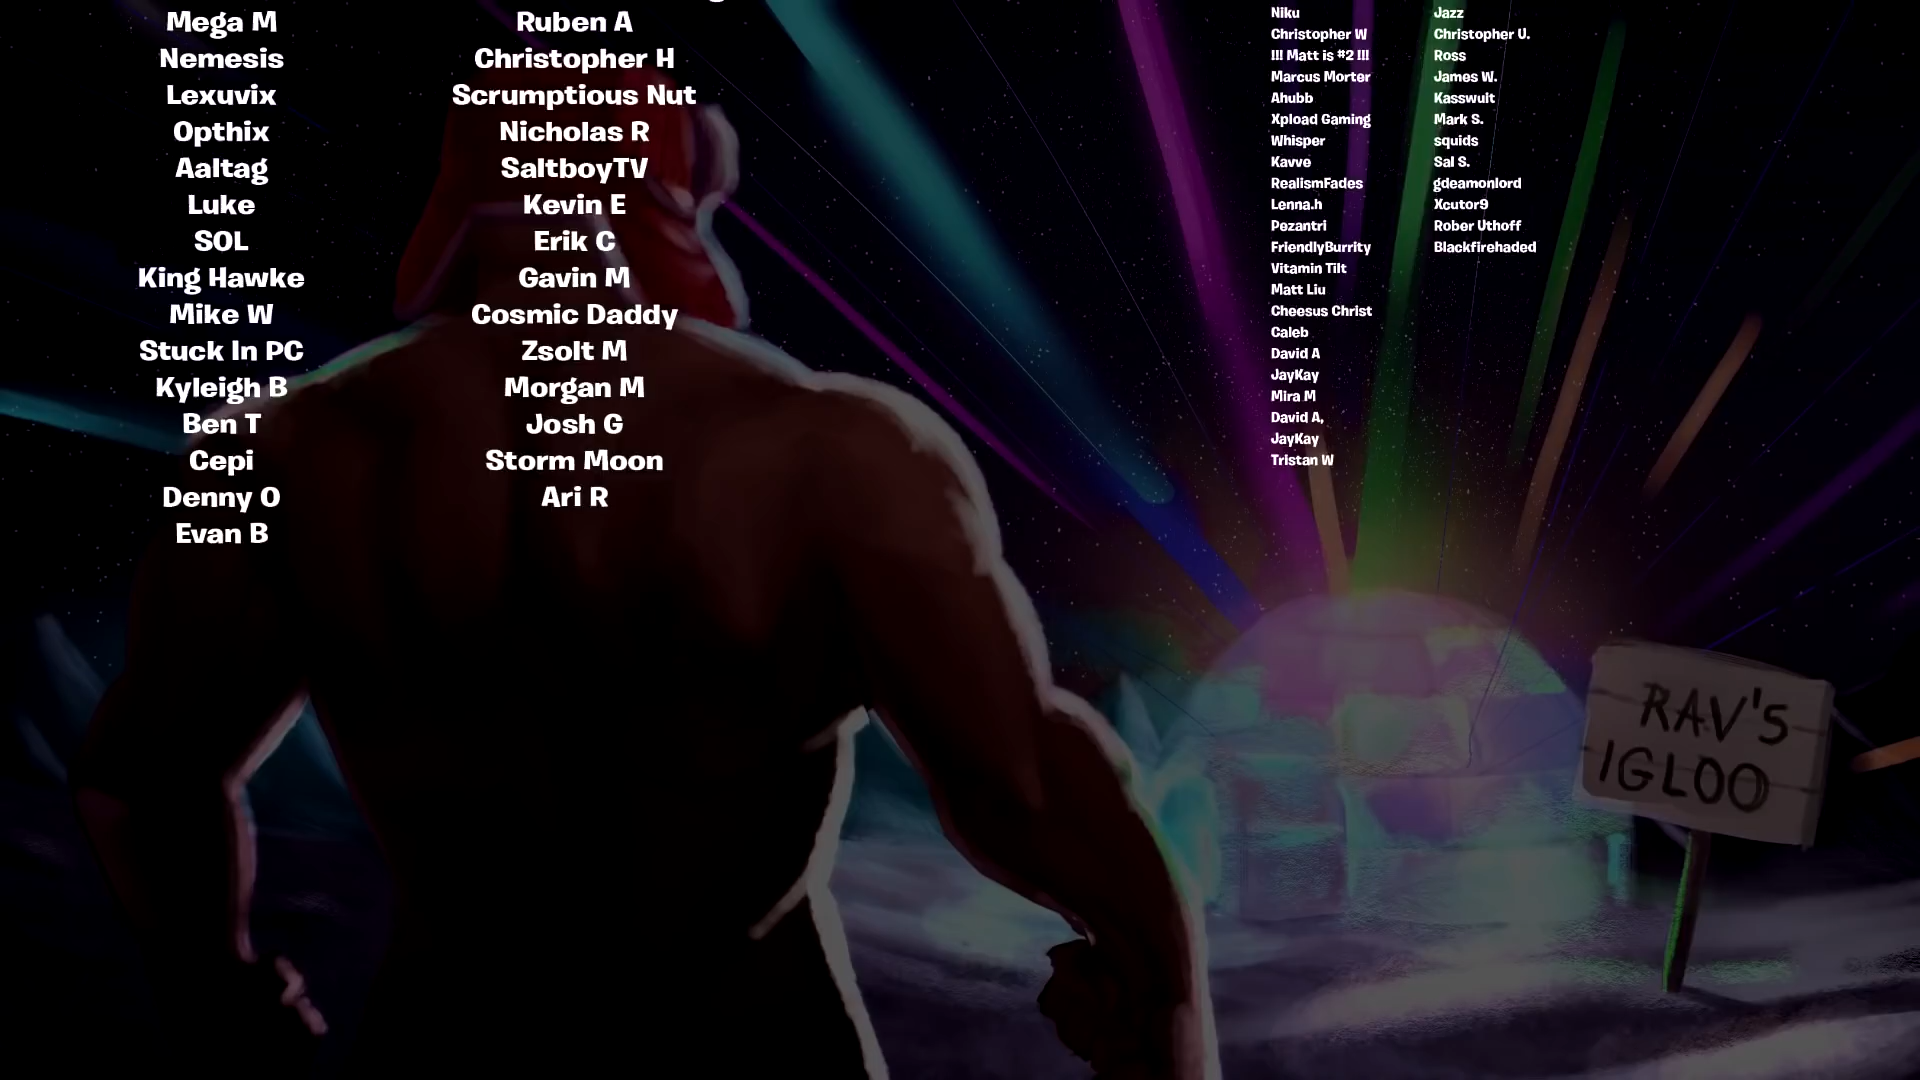 Mega M
Nemesis
Lexuvix
Opthix
Aaltag
Luke
SOL
King Hawke
Mike W
Stuck In PC
Kyleigh B
Ben T
Cepi
Denny O
Evan B
Ruben A
Christopher H
Scrumptious Nut
Nicholas R
SaltboyTV
Kevin E
Erik C
Gavin M
Cosmic Daddy
Zsolt M
Morgan M
Josh G
Storm Moon
Ari R
Niku
Christopher W
!!! Matt is #2 !!!
Marcus Morter
Ahubb
Xpload Gaming
Whisper
Kavve
RealismFades
Lenna.h
Pezantri
FriendlyBurrity
Vitamin Tilt
Matt Liu
Cheesus Christ
Caleb
David A
JayKay
Mira M
David A,
JayKay
Tristan W
Jazz
Christopher U.
Ross
James W.
Kasswult
Mark S.
squids
Sal S.
gdeamonlord
Xcutor9
Rober Uthoff
Blackfirehaded
RAV'S
IGLOO